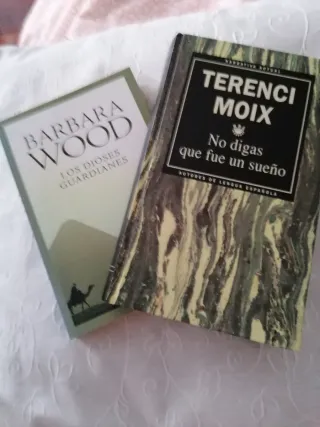 BARBARA
WOOD
LOS DIOSES
GUARDIANES
NARRATIVA ACTUAL
TERENCI
MOIX
No digas
que fue un sueño
AUTORES DE LENGUA ESPAÑOLA